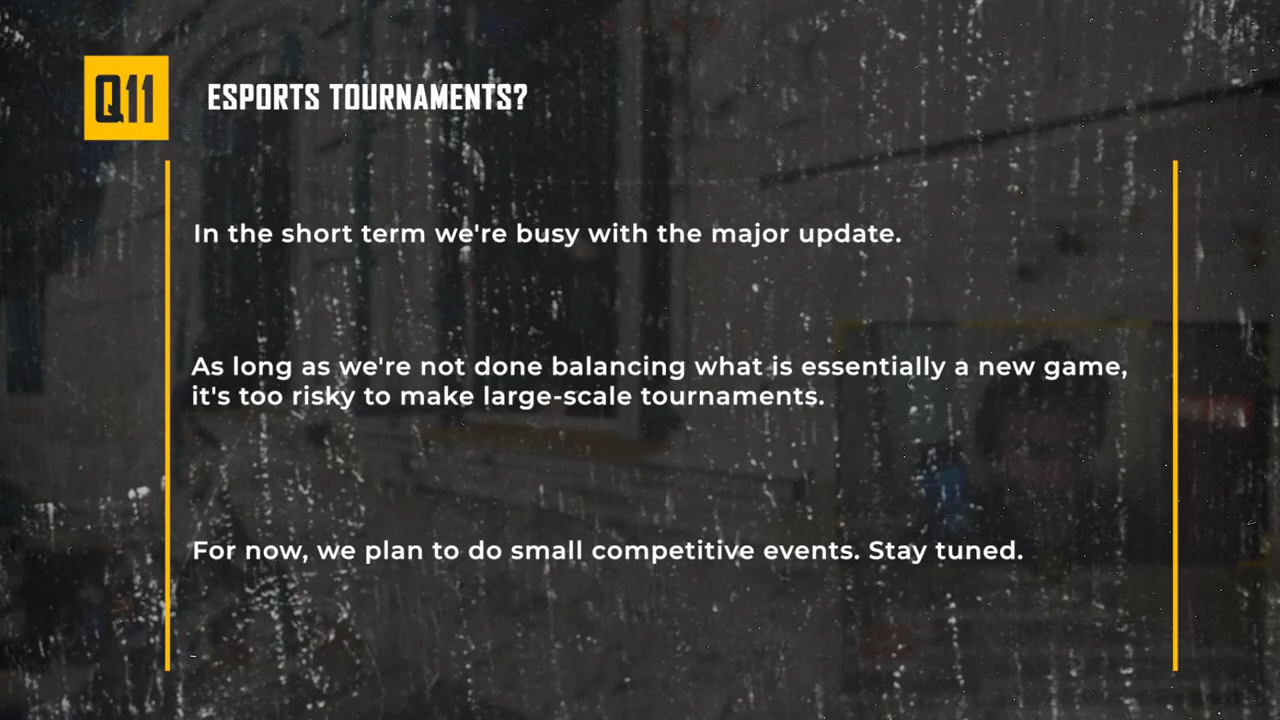 Q11
ESPORTS TOURNAMENTS?
In the short term we're busy with the major update.
As long as we're not done balancing what is essentially a new game,
it's too risky to make large-scale tournaments.
For now, we plan to do small competitive events. Stay tuned.